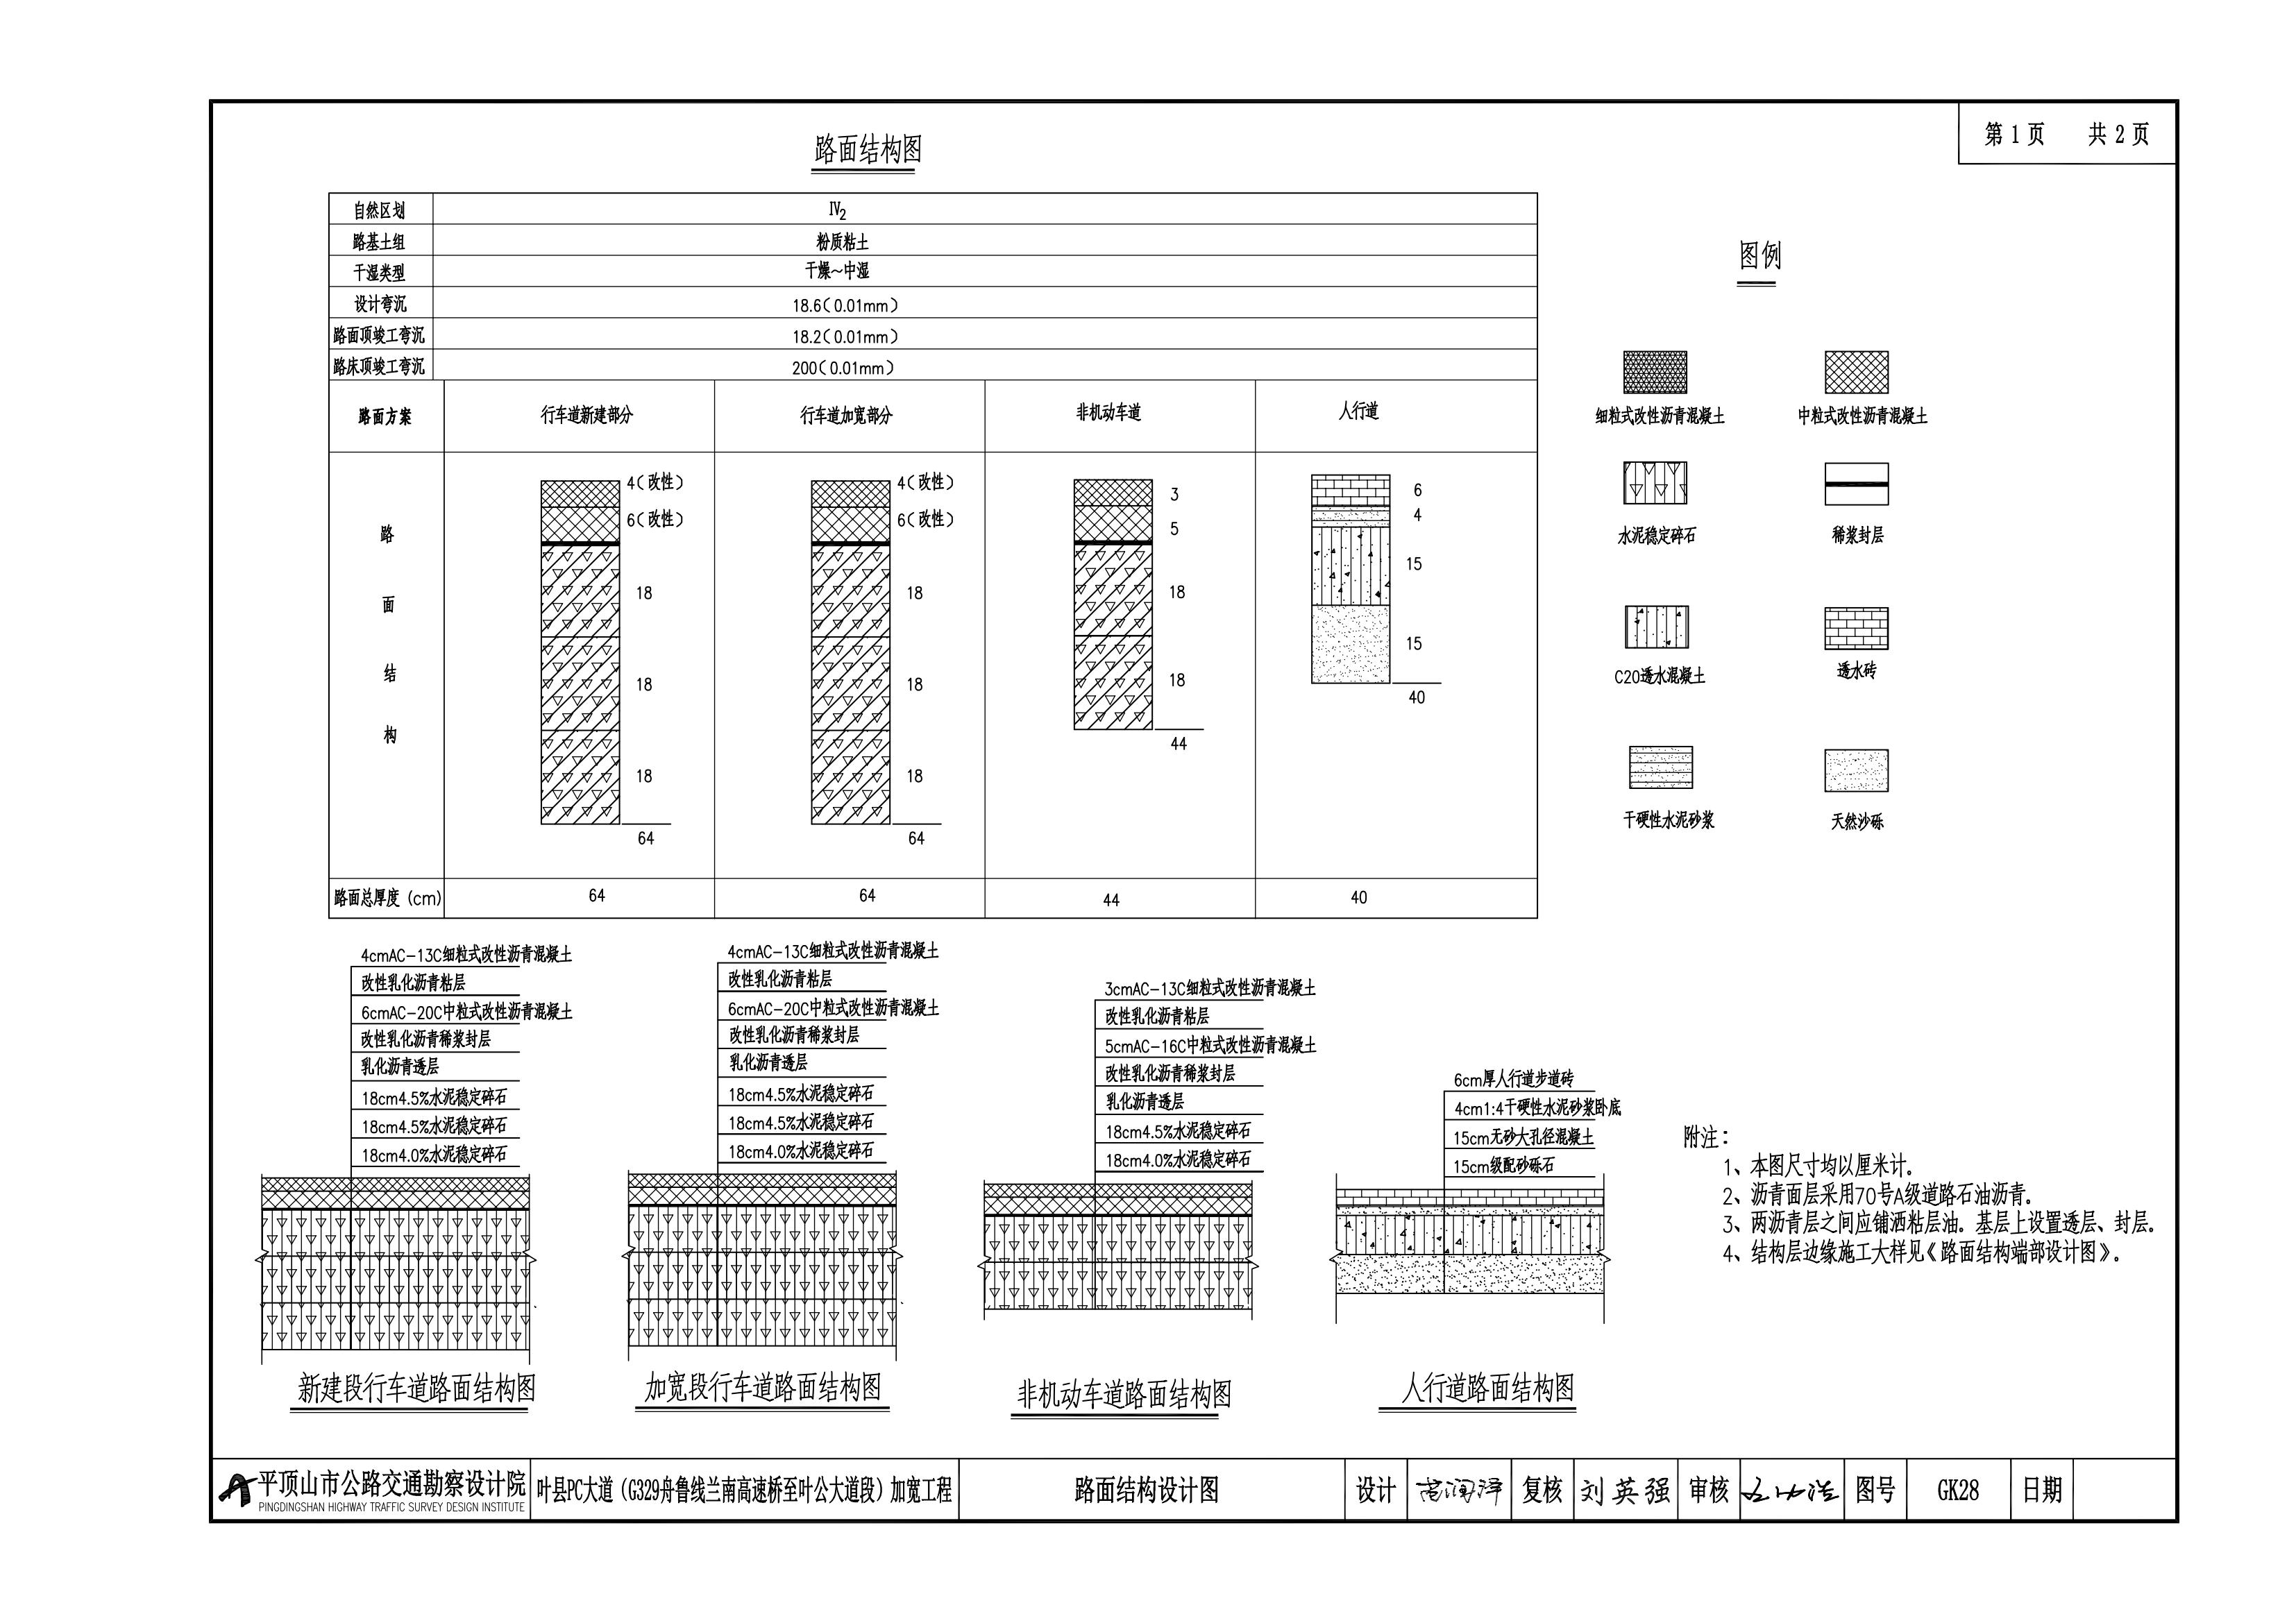 第 1 页 共 2 页
路面结构图
自然区划 Ⅳ2
路基土组 粉质粘土
干湿类型 干燥~中湿
设计弯沉 18.6(0.01mm)
路面顶竣工弯沉 18.2(0.01mm)
路床顶竣工弯沉 200(0.01mm)
路面方案 行车道新建部分 行车道加宽部分 非机动车道 人行道
路面结构
4(改性)
6(改性)
18
18
18
64
4(改性)
6(改性)
18
18
18
64
3
5
18
18
44
6
4
15
15
40
路面总厚度 (cm) 64 64 44 40
图例
细粒式改性沥青混凝土 中粒式改性沥青混凝土
水泥稳定碎石 稀浆封层
C20透水混凝土 透水砖
干硬性水泥砂浆 天然沙砾
4cmAC-13C细粒式改性沥青混凝土
改性乳化沥青粘层
6cmAC-20C中粒式改性沥青混凝土
改性乳化沥青稀浆封层
乳化沥青透层
18cm4.5%水泥稳定碎石
18cm4.5%水泥稳定碎石
18cm4.0%水泥稳定碎石
新建段行车道路面结构图
4cmAC-13C细粒式改性沥青混凝土
改性乳化沥青粘层
6cmAC-20C中粒式改性沥青混凝土
改性乳化沥青稀浆封层
乳化沥青透层
18cm4.5%水泥稳定碎石
18cm4.5%水泥稳定碎石
18cm4.0%水泥稳定碎石
加宽段行车道路面结构图
3cmAC-13C细粒式改性沥青混凝土
改性乳化沥青粘层
5cmAC-16C中粒式改性沥青混凝土
改性乳化沥青稀浆封层
乳化沥青透层
18cm4.5%水泥稳定碎石
18cm4.0%水泥稳定碎石
非机动车道路面结构图
6cm厚人行道步道砖
4cm1:4干硬性水泥砂浆卧底
15cm无砂大孔径混凝土
15cm级配砂砾石
人行道路面结构图
附注：
1、本图尺寸均以厘米计。
2、沥青面层采用70号A级道路石油沥青。
3、两沥青层之间应铺洒粘层油。基层上设置透层、封层。
4、结构层边缘施工大样见《路面结构端部设计图》。
平顶山市公路交通勘察设计院
PINGDINGSHAN HIGHWAY TRAFFIC SURVEY DESIGN INSTITUTE
叶县PC大道（G329舟鲁线兰南高速桥至叶公大道段）加宽工程
路面结构设计图
设计 复核 刘英强 审核 图号 GK28 日期